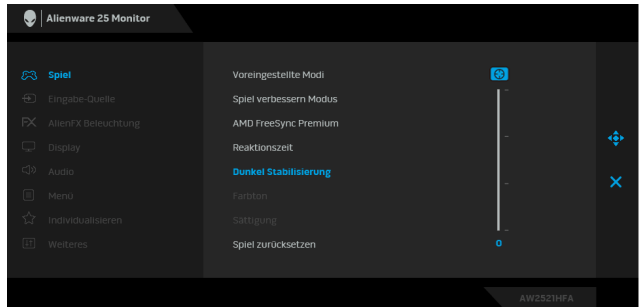 Alienware 25 Monitor
Spiel
Eingabe-Quelle
FX AlienFX Beleuchtung
Display
Audio
Menü
Individualisieren
Weiteres
Voreingestellte Modi
Spiel verbessern Modus
AMD FreeSync Premium
Reaktionszeit
Dunkel Stabilisierung
Farbton
Sättigung
Spiel zurücksetzen
0
AW2521HFA